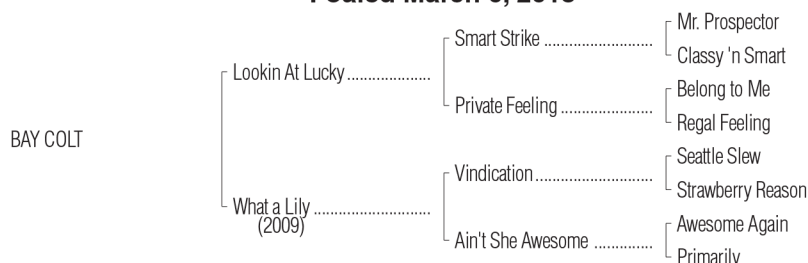 Mr. Prospector
Smart Strike ..........................
Classy 'n Smart
Lookin At Lucky....................
Belong to Me
Private Feeling ......................
Regal Feeling
BAY COLT
Seattle Slew
Vindication............................
Strawberry Reason
What a Lily ............................
(2009)
Awesome Again
Ain't She Awesome ..............
Primarily